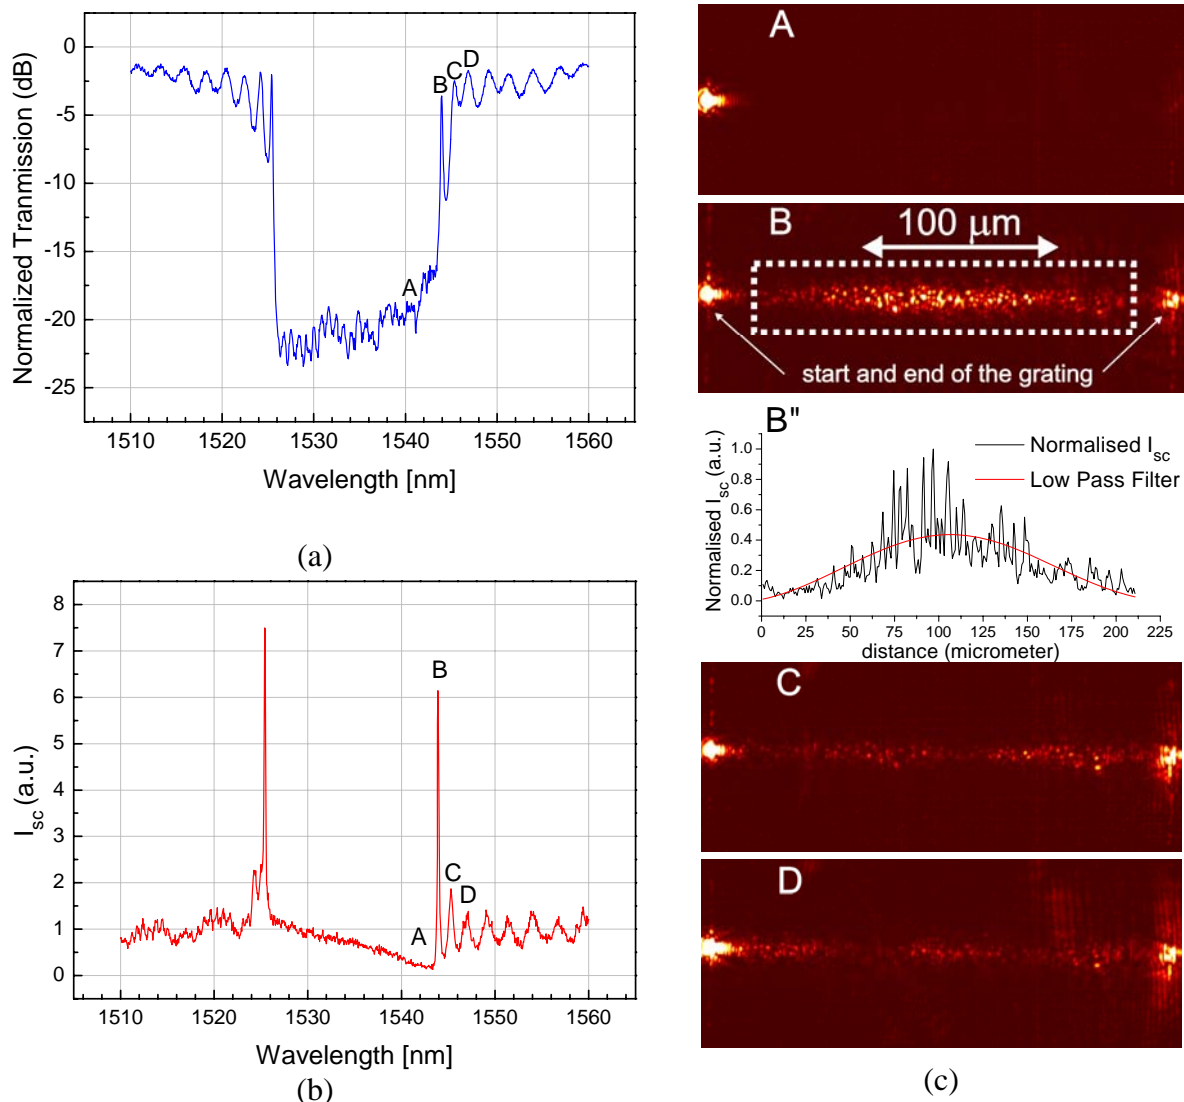 0
-5
-10
-15
-20
-25
Normalized Tranmission (dB)
A
B
C
D
1510
1520
1530
1540
1550
1560
Wavelength [nm]
(a)
8
7
6
5
4
3
2
1
0
I_sc (a.u.)
A
B
C
D
1510
1520
1530
1540
1550
1560
Wavelength [nm]
(b)
A
B
100 μm
start and end of the grating
B"
Normalised I_sc
Low Pass Filter
Normalised I_sc (a.u.)
1.0
0.8
0.6
0.4
0.2
0.0
0
25
50
75
100
125
150
175
200
225
distance (micrometer)
C
D
(c)